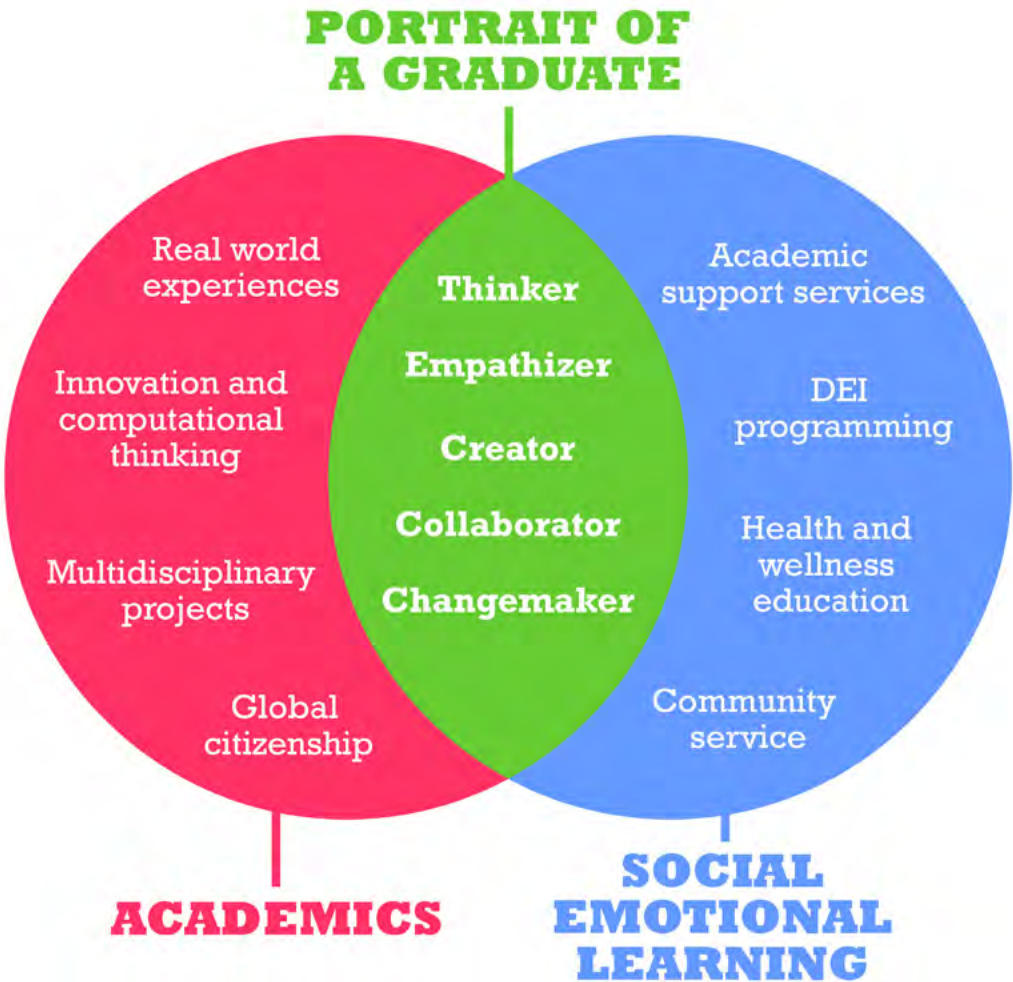 PORTRAIT OF
A GRADUATE
Real world
experiences
Innovation and
computational
thinking
Multidisciplinary
projects
Global
citizenship
Thinker
Empathizer
Creator
Collaborator
Changemaker
Academic
support services
DEI
programming
Health and
wellness
education
Community
service
ACADEMICS
SOCIAL
EMOTIONAL
LEARNING